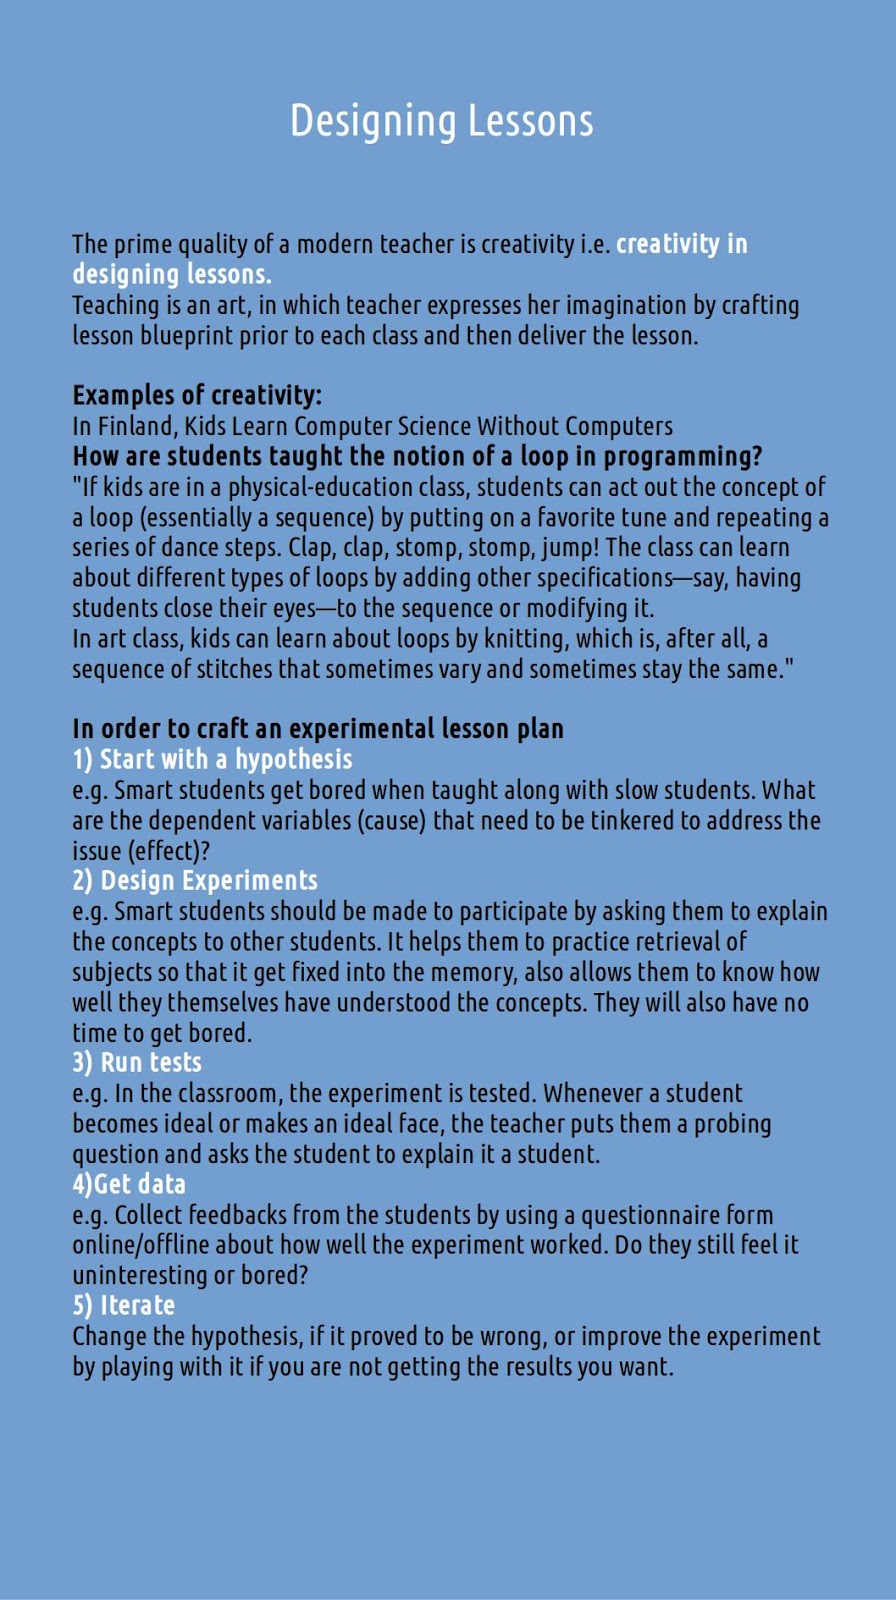 Designing Lessons
The prime quality of a modern teacher is creativity i.e. creativity in
designing lessons.
Teaching is an art, in which teacher expresses her imagination by crafting
lesson blueprint prior to each class and then deliver the lesson.
Examples of creativity:
In Finland, Kids Learn Computer Science Without Computers
How are students taught the notion of a loop in programming?
"If kids are in a physical-education class, students can act out the concept of
a loop (essentially a sequence) by putting on a favorite tune and repeating a
series of dance steps. Clap, clap, stomp, stomp, jump! The class can learn
about different types of loops by adding other specifications—say, having
students close their eyes—to the sequence or modifying it.
In art class, kids can learn about loops by knitting, which is, after all, a
sequence of stitches that sometimes vary and sometimes stay the same."
In order to craft an experimental lesson plan
1) Start with a hypothesis
e.g. Smart students get bored when taught along with slow students. What
are the dependent variables (cause) that need to be tinkered to address the
issue (effect)?
2) Design Experiments
e.g. Smart students should be made to participate by asking them to explain
the concepts to other students. It helps them to practice retrieval of
subjects so that it get fixed into the memory, also allows them to know how
well they themselves have understood the concepts. They will also have no
time to get bored.
3) Run tests
e.g. In the classroom, the experiment is tested. Whenever a student
becomes ideal or makes an ideal face, the teacher puts them a probing
question and asks the student to explain it a student.
4)Get data
e.g. Collect feedbacks from the students by using a questionnaire form
online/offline about how well the experiment worked. Do they still feel it
uninteresting or bored?
5) Iterate
Change the hypothesis, if it proved to be wrong, or improve the experiment
by playing with it if you are not getting the results you want.